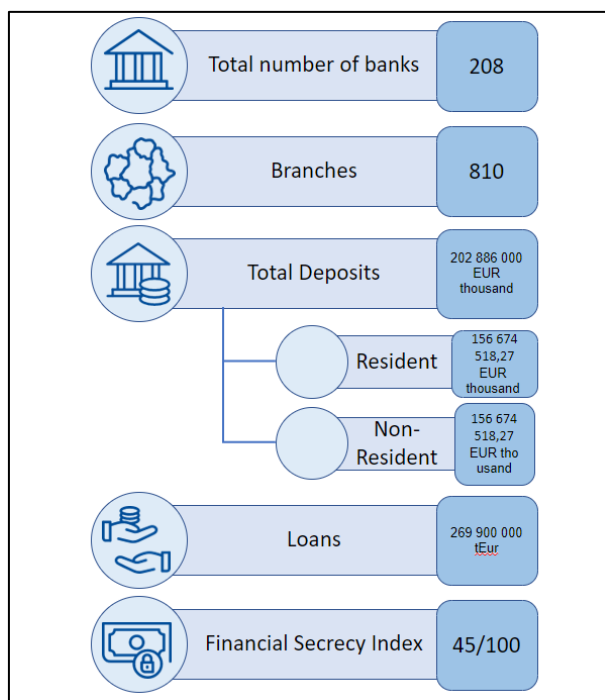 Total number of banks
208
Branches
810
Total Deposits
202 886 000
EUR
thousand
Resident
156 674
518,27
EUR
thousand
Non-
Resident
156 674
518,27
EUR tho
usand
Loans
269 900 000
tEur
Financial Secrecy Index
45/100